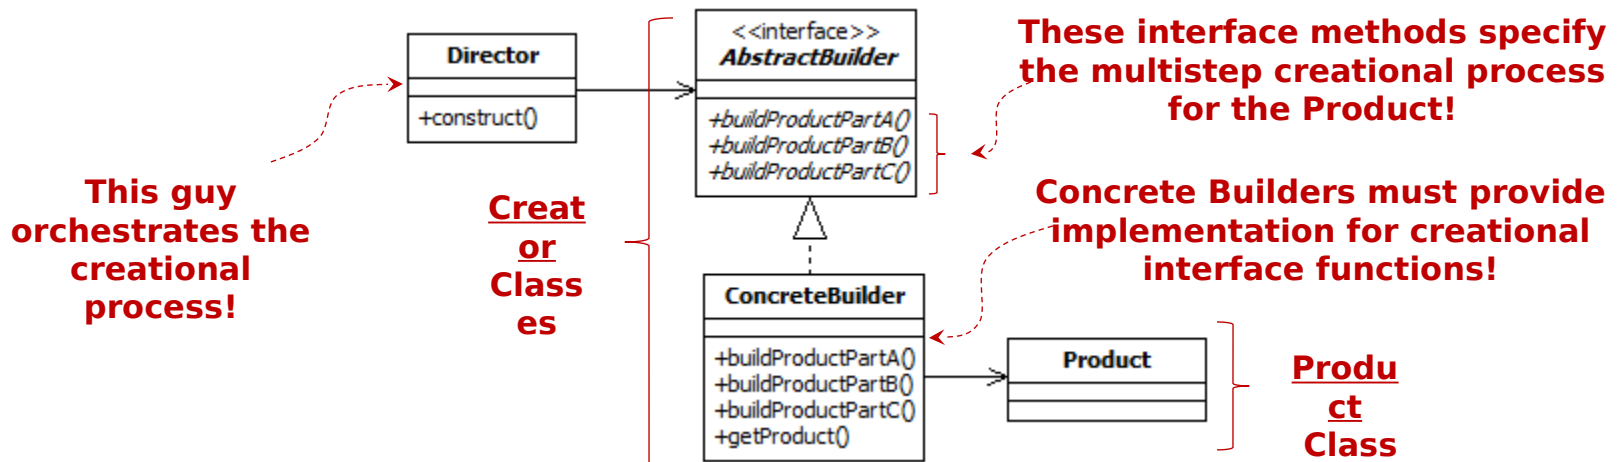 Director
+construct()
<<interface>>
AbstractBuilder
+buildProductPartA()
+buildProductPartB()
+buildProductPartC()
These interface methods specify
the multistep creational process
for the Product!
This guy
orchestrates the
creational
process!
Creat
or
Class
es
Concrete Builders must provide
implementation for creational
interface functions!
ConcreteBuilder
+buildProductPartA()
+buildProductPartB()
+buildProductPartC()
+getProduct()
Product
Produ
ct
Class